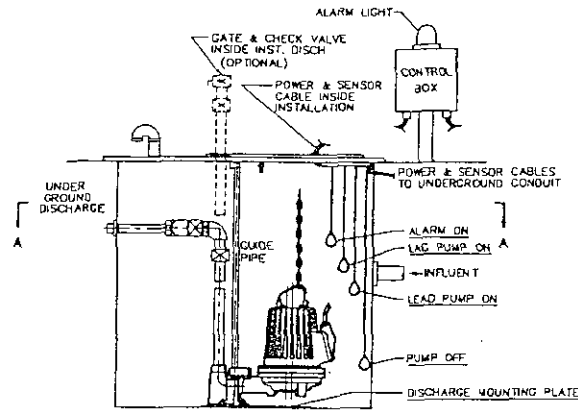 ALARM LIGHT
GATE & CHECK VALVE
INSIDE INST. DISCH
(OPTIONAL)
POWER & SENSOR
CABLE INSIDE
INSTALLATION
CONTROL
BOX
POWER & SENSOR CABLES
TO UNDERGROUND CONDUIT
UNDER
GROUND
DISCHARGE
A
A
GUIDE
PIPE
ALARM ON
LAG PUMP ON
INFLUENT
LEAD PUMP ON
PUMP OFF
DISCHARGE MOUNTING PLATE